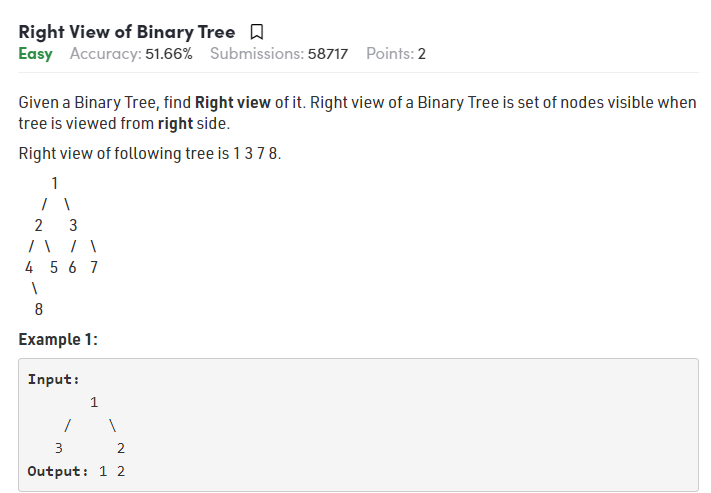 Right View of Binary Tree
Easy Accuracy: 51.66% Submissions: 58717 Points: 2
Given a Binary Tree, find Right view of it. Right view of a Binary Tree is set of nodes visible when
tree is viewed from right side.
Right view of following tree is 1 3 7 8.
1
/ \
2 3
/ \ / \
4 5 6 7
\
8
Example 1:
Input:
1
/ \
3 2
Output: 1 2